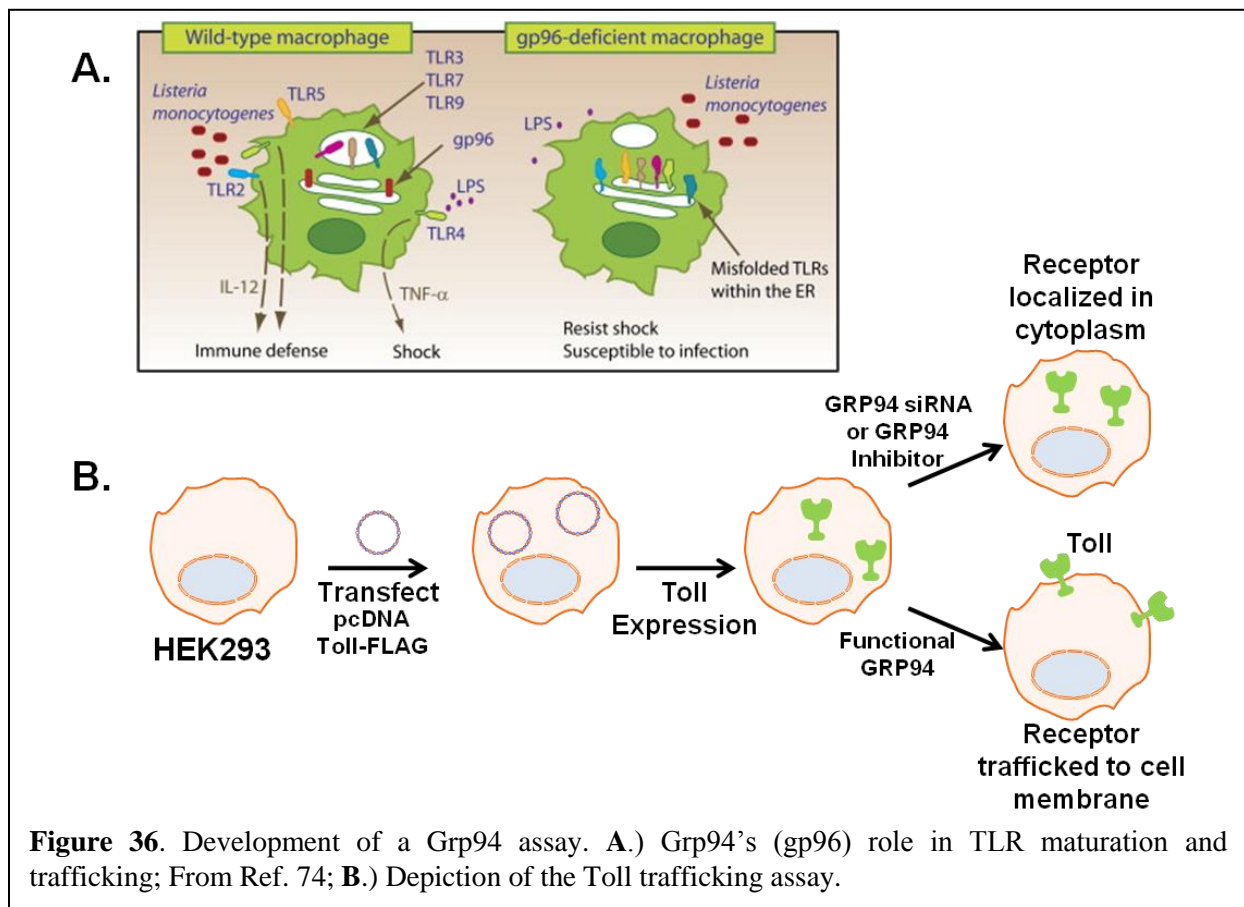 A.
Wild-type macrophage
Listeria
monocytogenes
TLR5
TLR3
TLR7
TLR9
gp96
TLR2
LPS
TLR4
IL-12
TNF-α
Immune defense
Shock
gp96-deficient macrophage
LPS
Listeria
monocytogenes
Misfolded TLRs
within the ER
Resist shock
Susceptible to infection
B.
HEK293
Transfect
pcDNA
Toll-FLAG
Toll
Expression
GRP94 siRNA
or GRP94
Inhibitor
Receptor
localized in
cytoplasm
Functional
GRP94
Toll
Receptor
trafficked to cell
membrane
Figure 36. Development of a Grp94 assay. A.) Grp94’s (gp96) role in TLR maturation and
trafficking; From Ref. 74; B.) Depiction of the Toll trafficking assay.